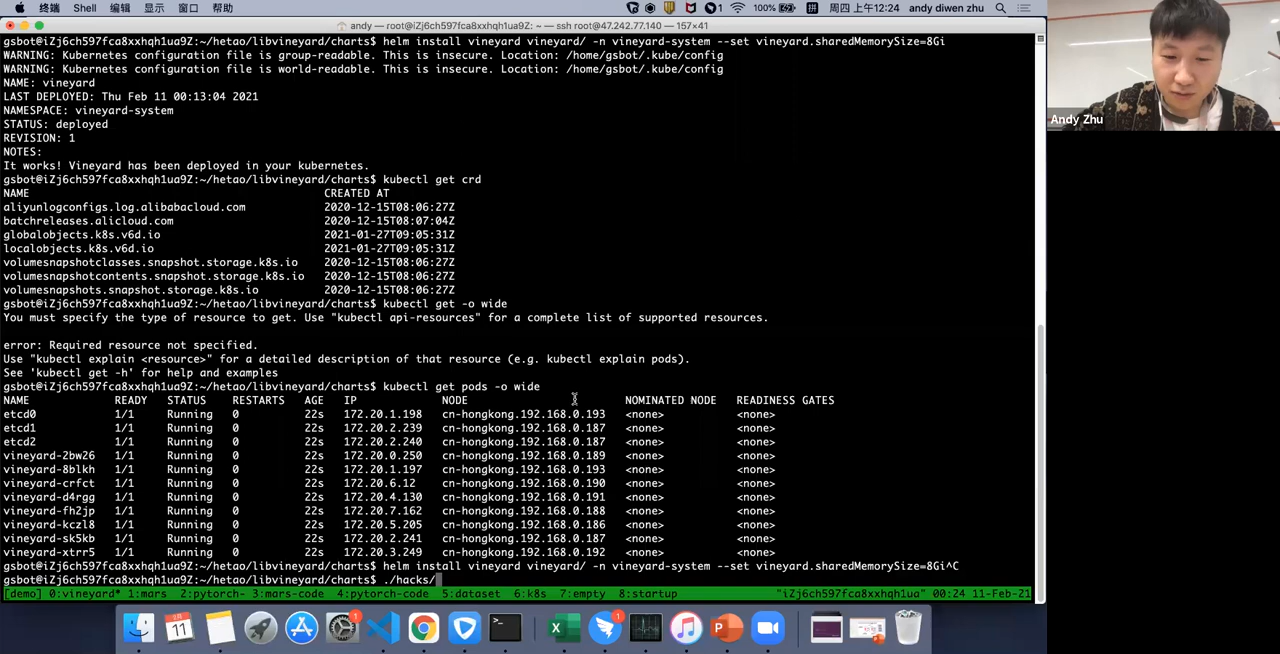 终端 Shell 编辑 显示 窗口 帮助 1 100% 周四 上午12:24 andy diwen zhu
andy — root@iZj6ch597fca8xxhqh1ua9Z: ~ — ssh root@47.242.77.140 — 157×41
gsbot@iZj6ch597fca8xxhqh1ua9Z:~/hetao/libvineyard/charts$ helm install vineyard vineyard/ -n vineyard-system --set vineyard.sharedMemorySize=8Gi
WARNING: Kubernetes configuration file is group-readable. This is insecure. Location: /home/gsbot/.kube/config
WARNING: Kubernetes configuration file is world-readable. This is insecure. Location: /home/gsbot/.kube/config
NAME: vineyard
LAST DEPLOYED: Thu Feb 11 00:13:04 2021
NAMESPACE: vineyard-system
STATUS: deployed
REVISION: 1
NOTES:
It works! Vineyard has been deployed in your kubernetes.
gsbot@iZj6ch597fca8xxhqh1ua9Z:~/hetao/libvineyard/charts$ kubectl get crd
NAME CREATED AT
aliyunlogconfigs.log.alibabacloud.com 2020-12-15T08:06:27Z
batchreleases.alicloud.com 2020-12-15T08:07:04Z
globalobjects.k8s.v6d.io 2021-01-27T09:05:31Z
localobjects.k8s.v6d.io 2021-01-27T09:05:31Z
volumesnapshotclasses.snapshot.storage.k8s.io 2020-12-15T08:06:27Z
volumesnapshotcontents.snapshot.storage.k8s.io 2020-12-15T08:06:27Z
volumesnapshots.snapshot.storage.k8s.io 2020-12-15T08:06:27Z
gsbot@iZj6ch597fca8xxhqh1ua9Z:~/hetao/libvineyard/charts$ kubectl get -o wide
You must specify the type of resource to get. Use "kubectl api-resources" for a complete list of supported resources.
error: Required resource not specified.
Use "kubectl explain <resource>" for a detailed description of that resource (e.g. kubectl explain pods).
See 'kubectl get -h' for help and examples
gsbot@iZj6ch597fca8xxhqh1ua9Z:~/hetao/libvineyard/charts$ kubectl get pods -o wide
NAME READY STATUS RESTARTS AGE IP NODE NOMINATED NODE READINESS GATES
etcd0 1/1 Running 0 22s 172.20.1.198 cn-hongkong.192.168.0.193 <none> <none>
etcd1 1/1 Running 0 22s 172.20.2.239 cn-hongkong.192.168.0.187 <none> <none>
etcd2 1/1 Running 0 22s 172.20.2.240 cn-hongkong.192.168.0.187 <none> <none>
vineyard-2bw26 1/1 Running 0 22s 172.20.0.250 cn-hongkong.192.168.0.189 <none> <none>
vineyard-8blkh 1/1 Running 0 22s 172.20.1.197 cn-hongkong.192.168.0.193 <none> <none>
vineyard-crfct 1/1 Running 0 22s 172.20.6.12 cn-hongkong.192.168.0.190 <none> <none>
vineyard-d4rgg 1/1 Running 0 22s 172.20.4.130 cn-hongkong.192.168.0.191 <none> <none>
vineyard-fh2jp 1/1 Running 0 22s 172.20.7.162 cn-hongkong.192.168.0.188 <none> <none>
vineyard-kczl8 1/1 Running 0 22s 172.20.5.205 cn-hongkong.192.168.0.186 <none> <none>
vineyard-sk5kb 1/1 Running 0 22s 172.20.2.241 cn-hongkong.192.168.0.187 <none> <none>
vineyard-xtrr5 1/1 Running 0 22s 172.20.3.249 cn-hongkong.192.168.0.192 <none> <none>
gsbot@iZj6ch597fca8xxhqh1ua9Z:~/hetao/libvineyard/charts$ helm install vineyard vineyard/ -n vineyard-system --set vineyard.sharedMemorySize=8Gi^C
gsbot@iZj6ch597fca8xxhqh1ua9Z:~/hetao/libvineyard/charts$ ./hacks/
[demo] 0:vineyard* 1:mars 2:pytorch- 3:mars-code 4:pytorch-code 5:dataset 6:k8s 7:empty 8:startup "iZj6ch597fca8xxhqh1ua" 00:24 11-Feb-21
Andy Zhu
11
1
1